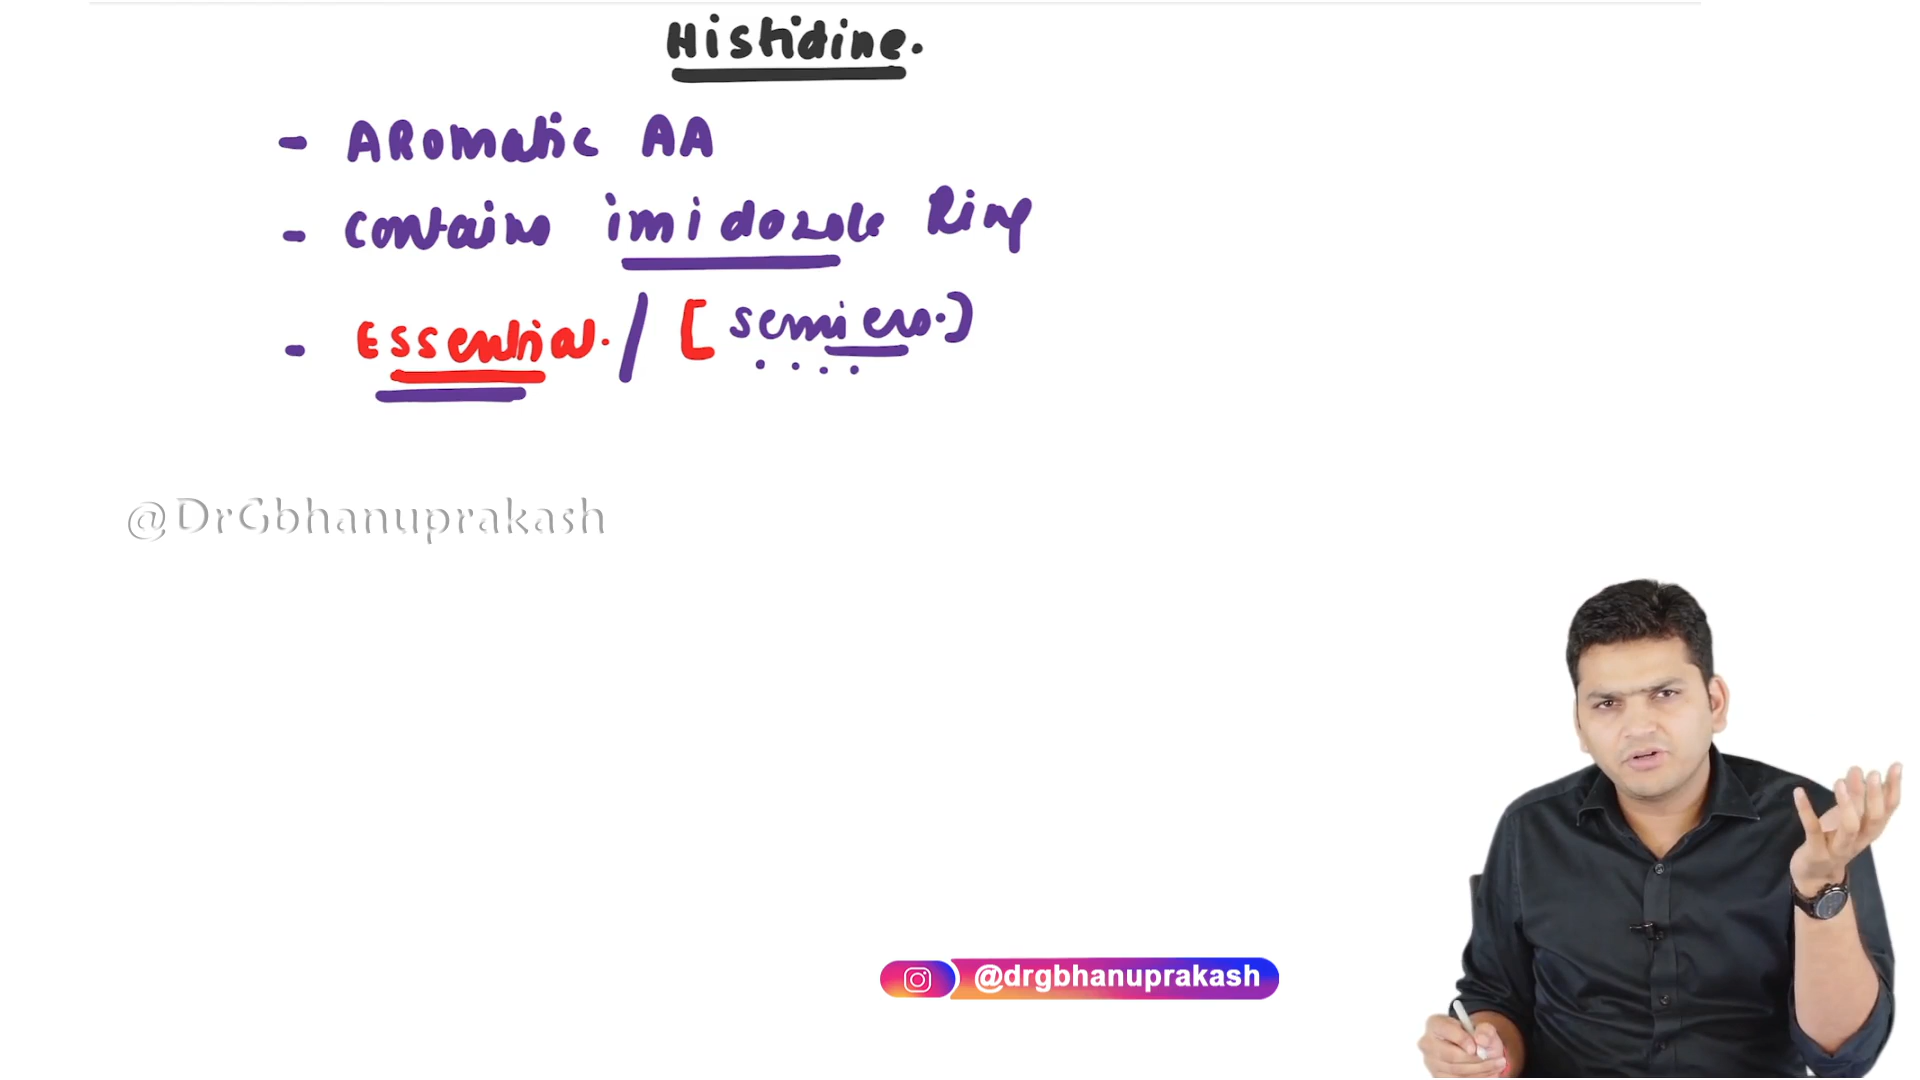 Histidine.
- ARomatic AA
- contains imidazole Ring
- Essential. / [semiess.]
@DrGbhanuprakash
@drgbhanuprakash